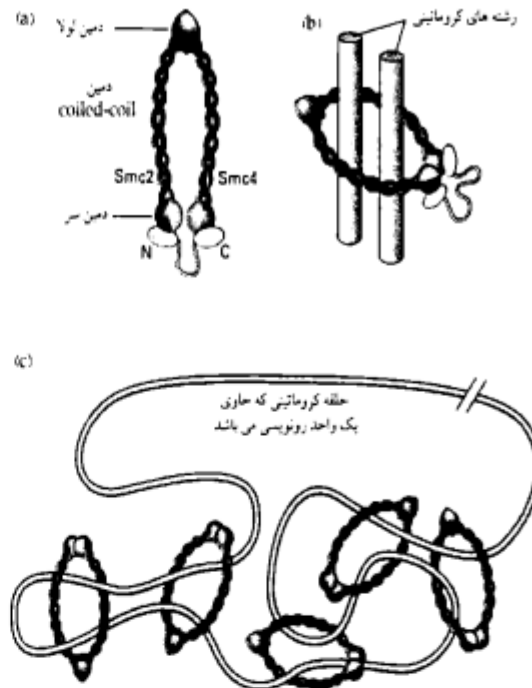 (a)
دمین لولا
دمین
coiled-coil
Smc2
Smc4
دمین سر
N
C
(b)
رشته های کروماتینی
(c)
حلقه کروماتینی که حاوی
یک واحد رونویسی می باشد